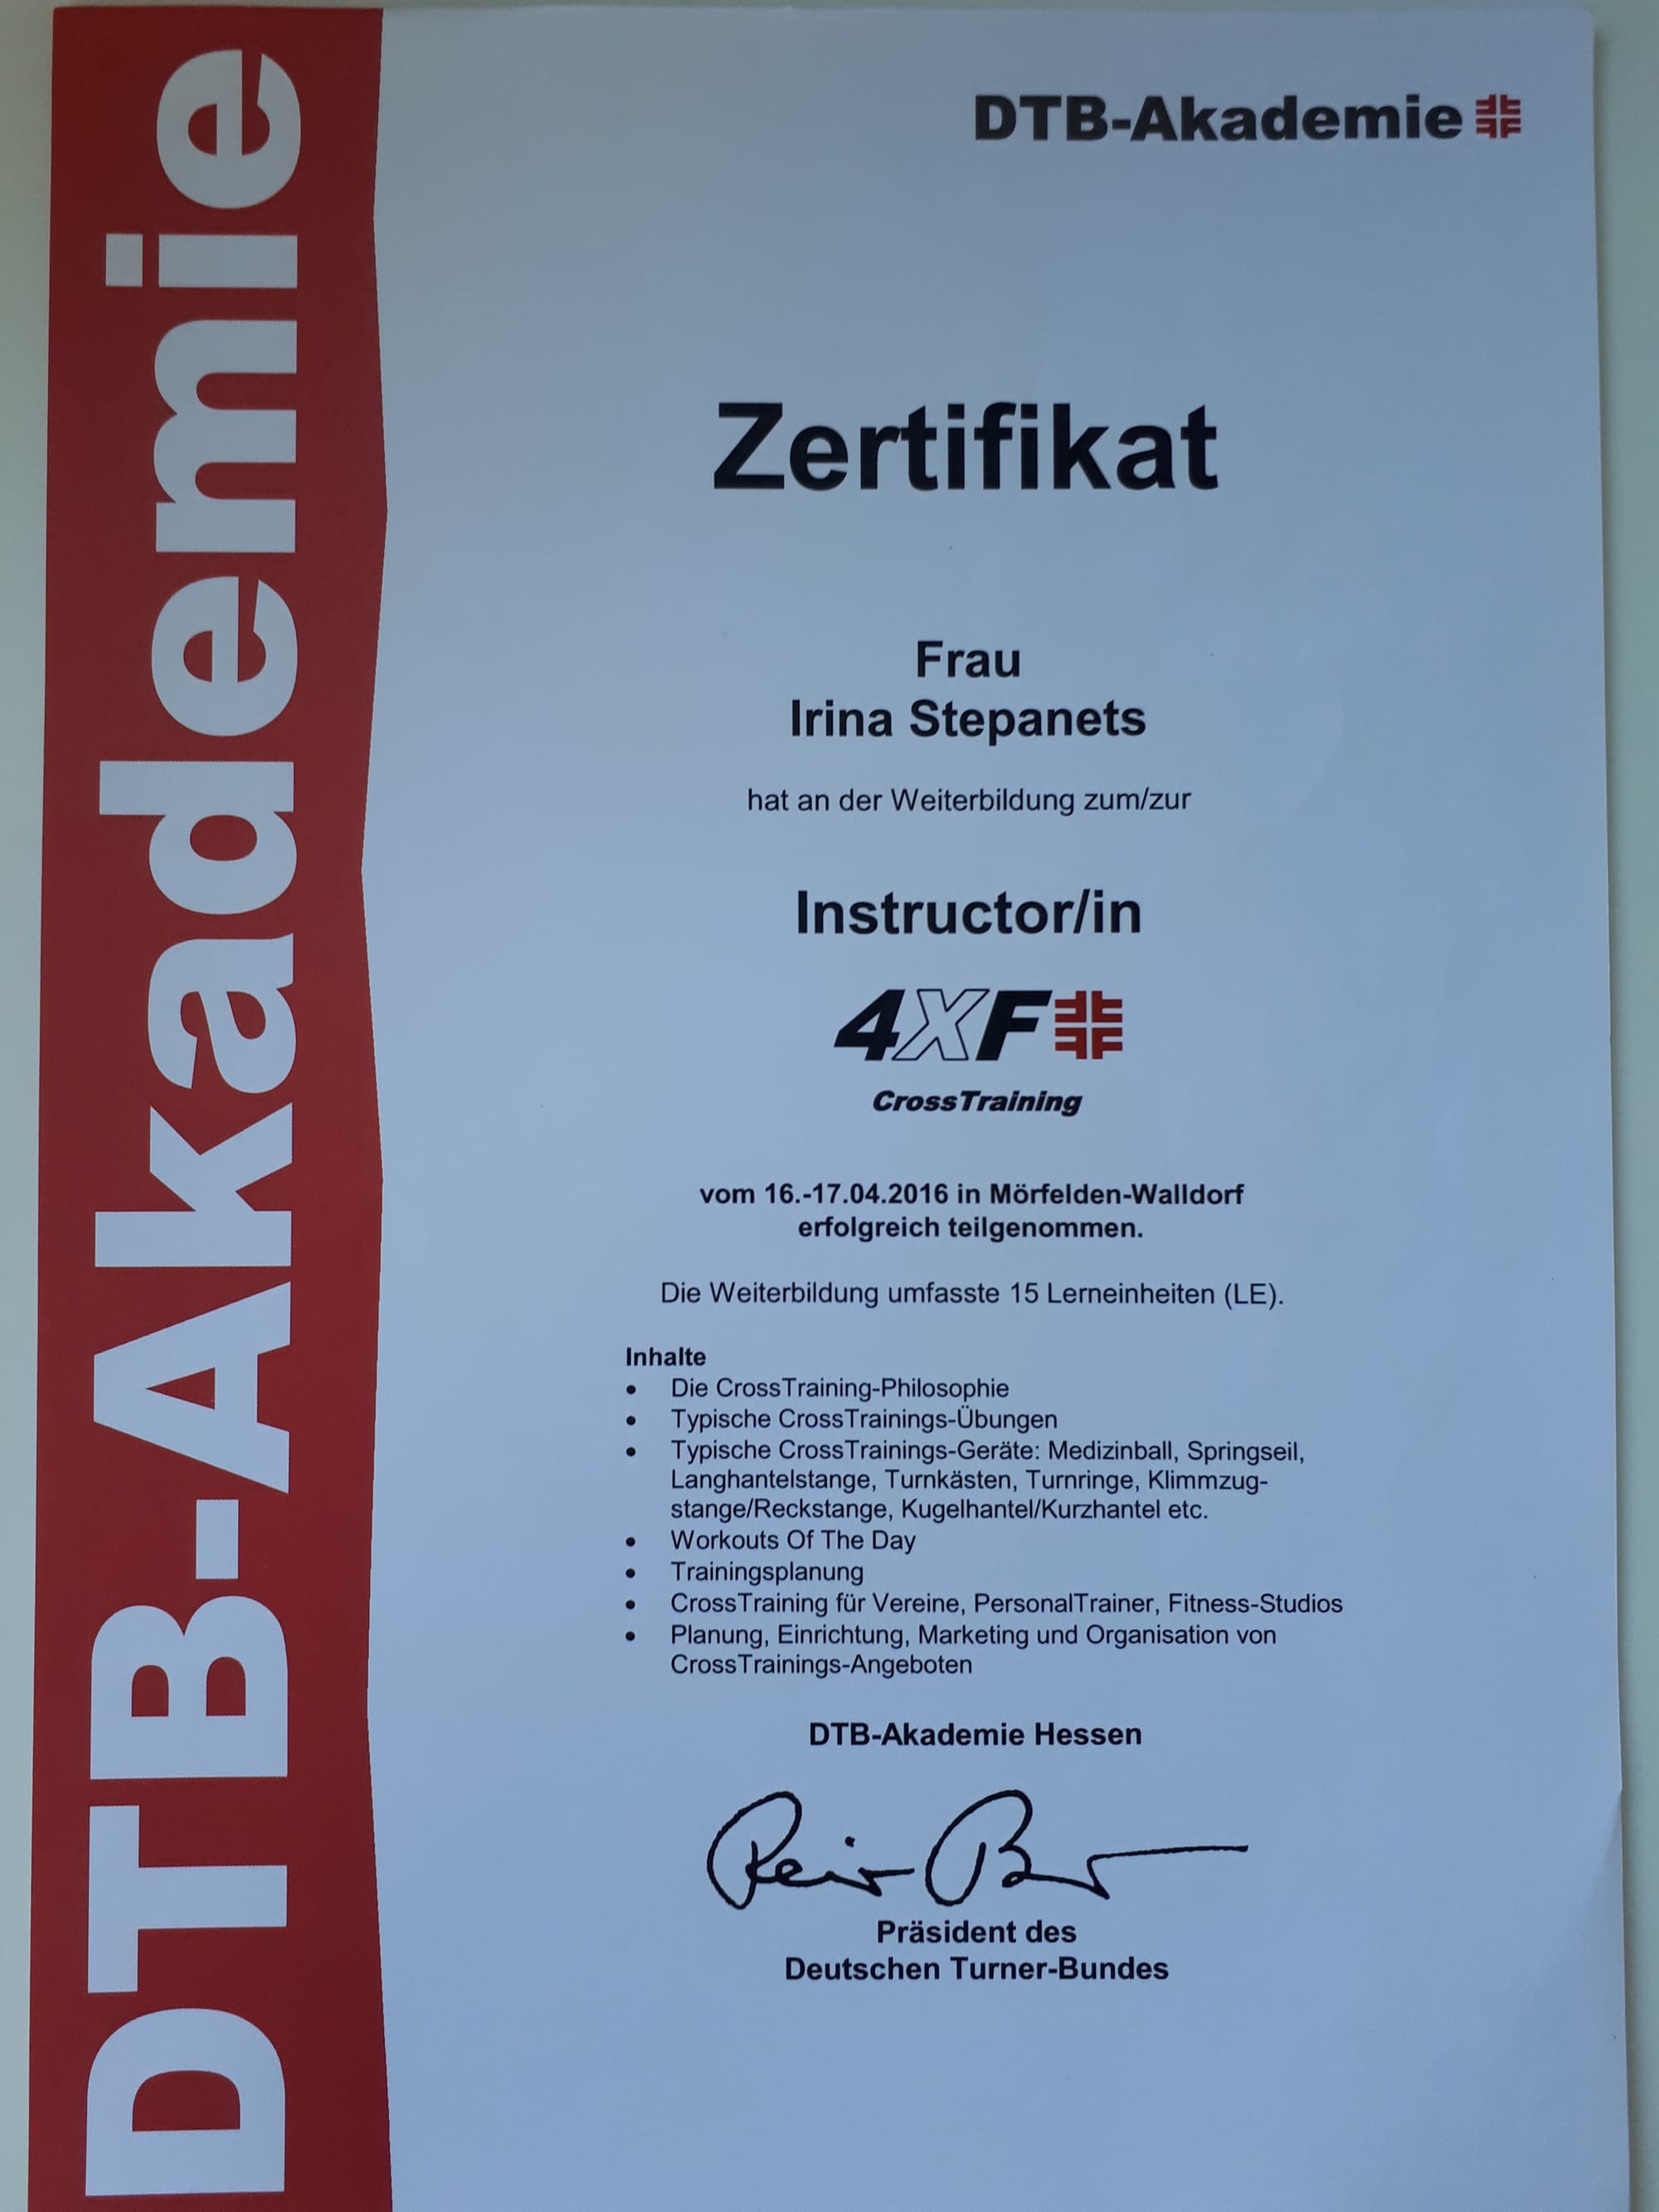 DTB-Akademie
DTB-Akademie
Zertifikat
Frau
Irina Stepanets
hat an der Weiterbildung zum/zur
Instructor/in
4XF
CrossTraining
vom 16.-17.04.2016 in Mörfelden-Walldorf
erfolgreich teilgenommen.
Die Weiterbildung umfasste 15 Lerneinheiten (LE).
Inhalte
• Die CrossTraining-Philosophie
• Typische CrossTrainings-Übungen
• Typische CrossTrainings-Geräte: Medizinball, Springseil,
Langhantelstange, Turnkästen, Turnringe, Klimmzug-
stange/Reckstange, Kugelhantel/Kurzhantel etc.
• Workouts Of The Day
• Trainingsplanung
• CrossTraining für Vereine, PersonalTrainer, Fitness-Studios
• Planung, Einrichtung, Marketing und Organisation von
CrossTrainings-Angeboten
DTB-Akademie Hessen
Präsident des
Deutschen Turner-Bundes